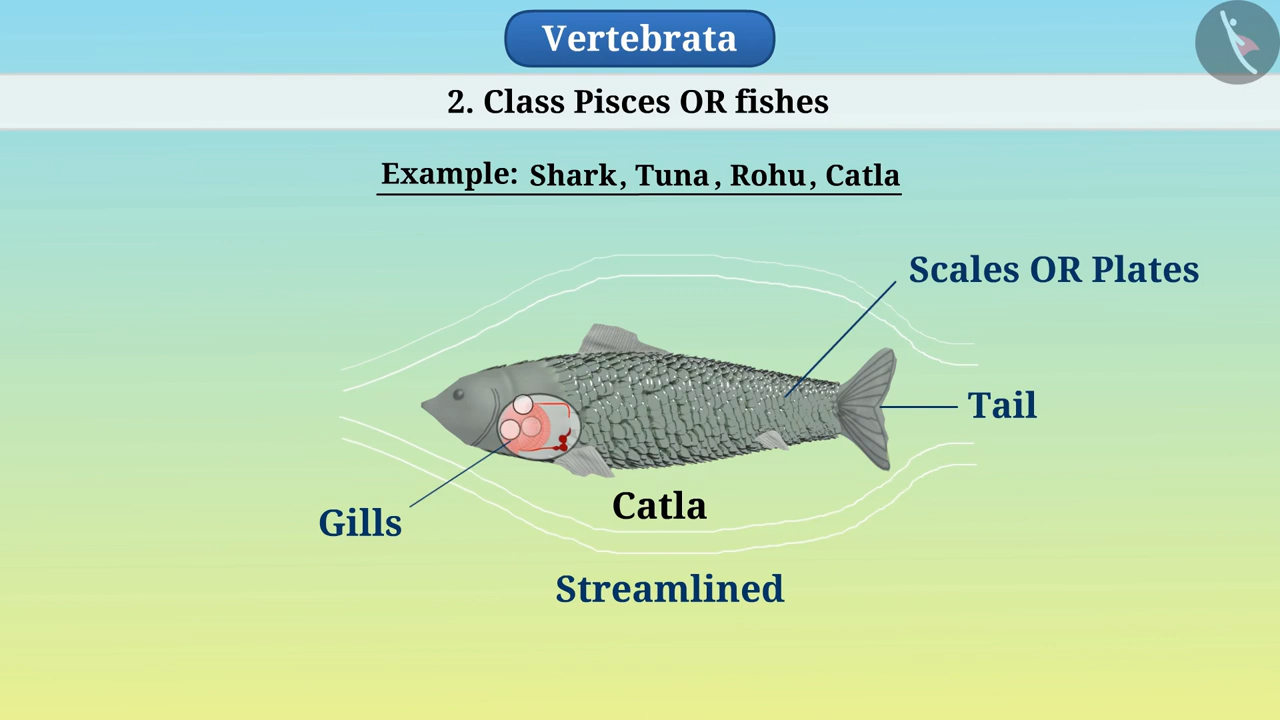 Vertebrata
2. Class Pisces OR fishes
Example: Shark, Tuna, Rohu, Catla
Scales OR Plates
Tail
Gills
Catla
Streamlined